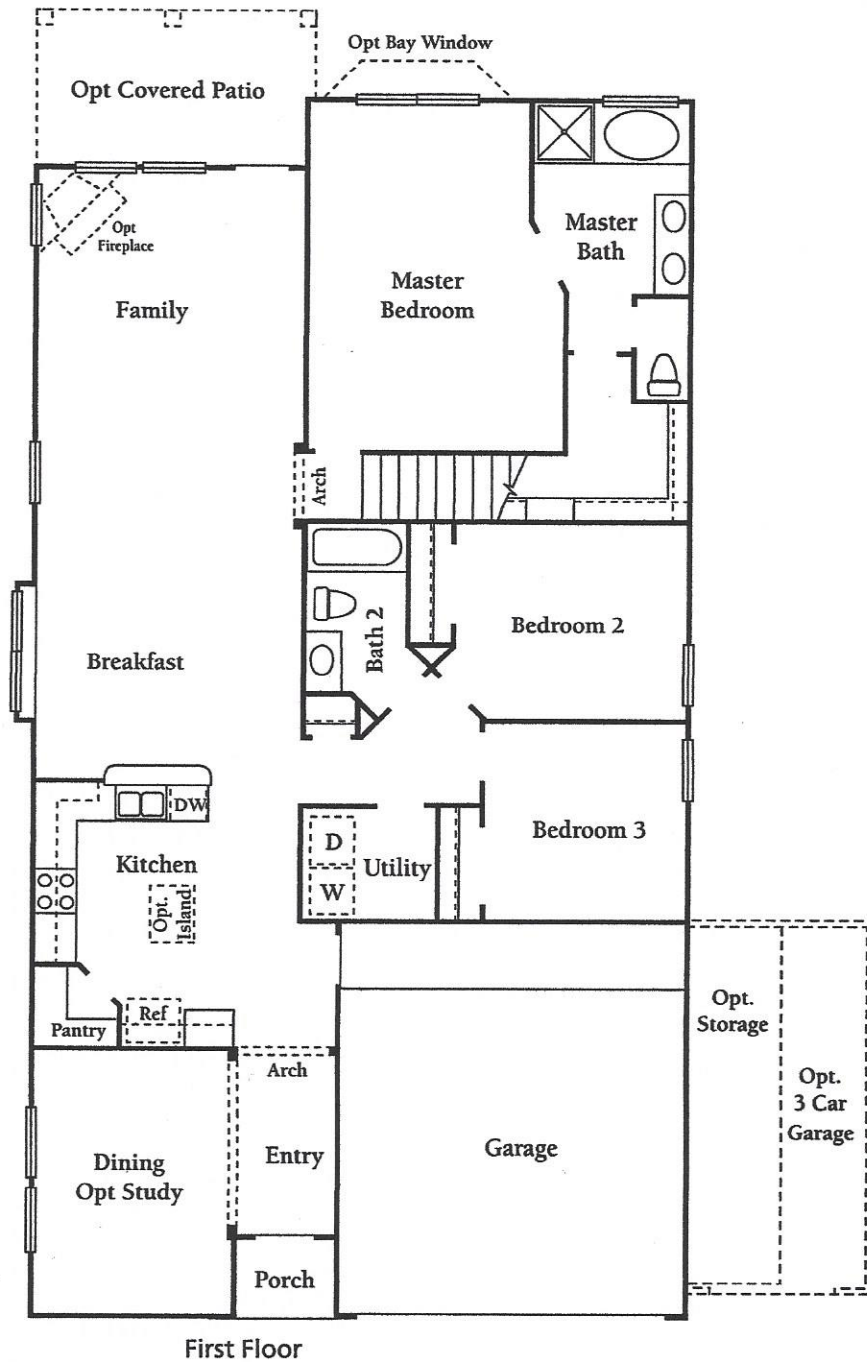 Opt Bay Window
Opt Covered Patio
Opt
Fireplace
Master
Bath
Master
Bedroom
Family
Arch
Bedroom 2
Bath 2
Breakfast
DW
Bedroom 3
D
Utility
W
Kitchen
Opt.
Island
Opt.
Storage
Ref
Pantry
Arch
Opt.
3 Car
Garage
Entry
Garage
Dining
Opt Study
Porch
First Floor